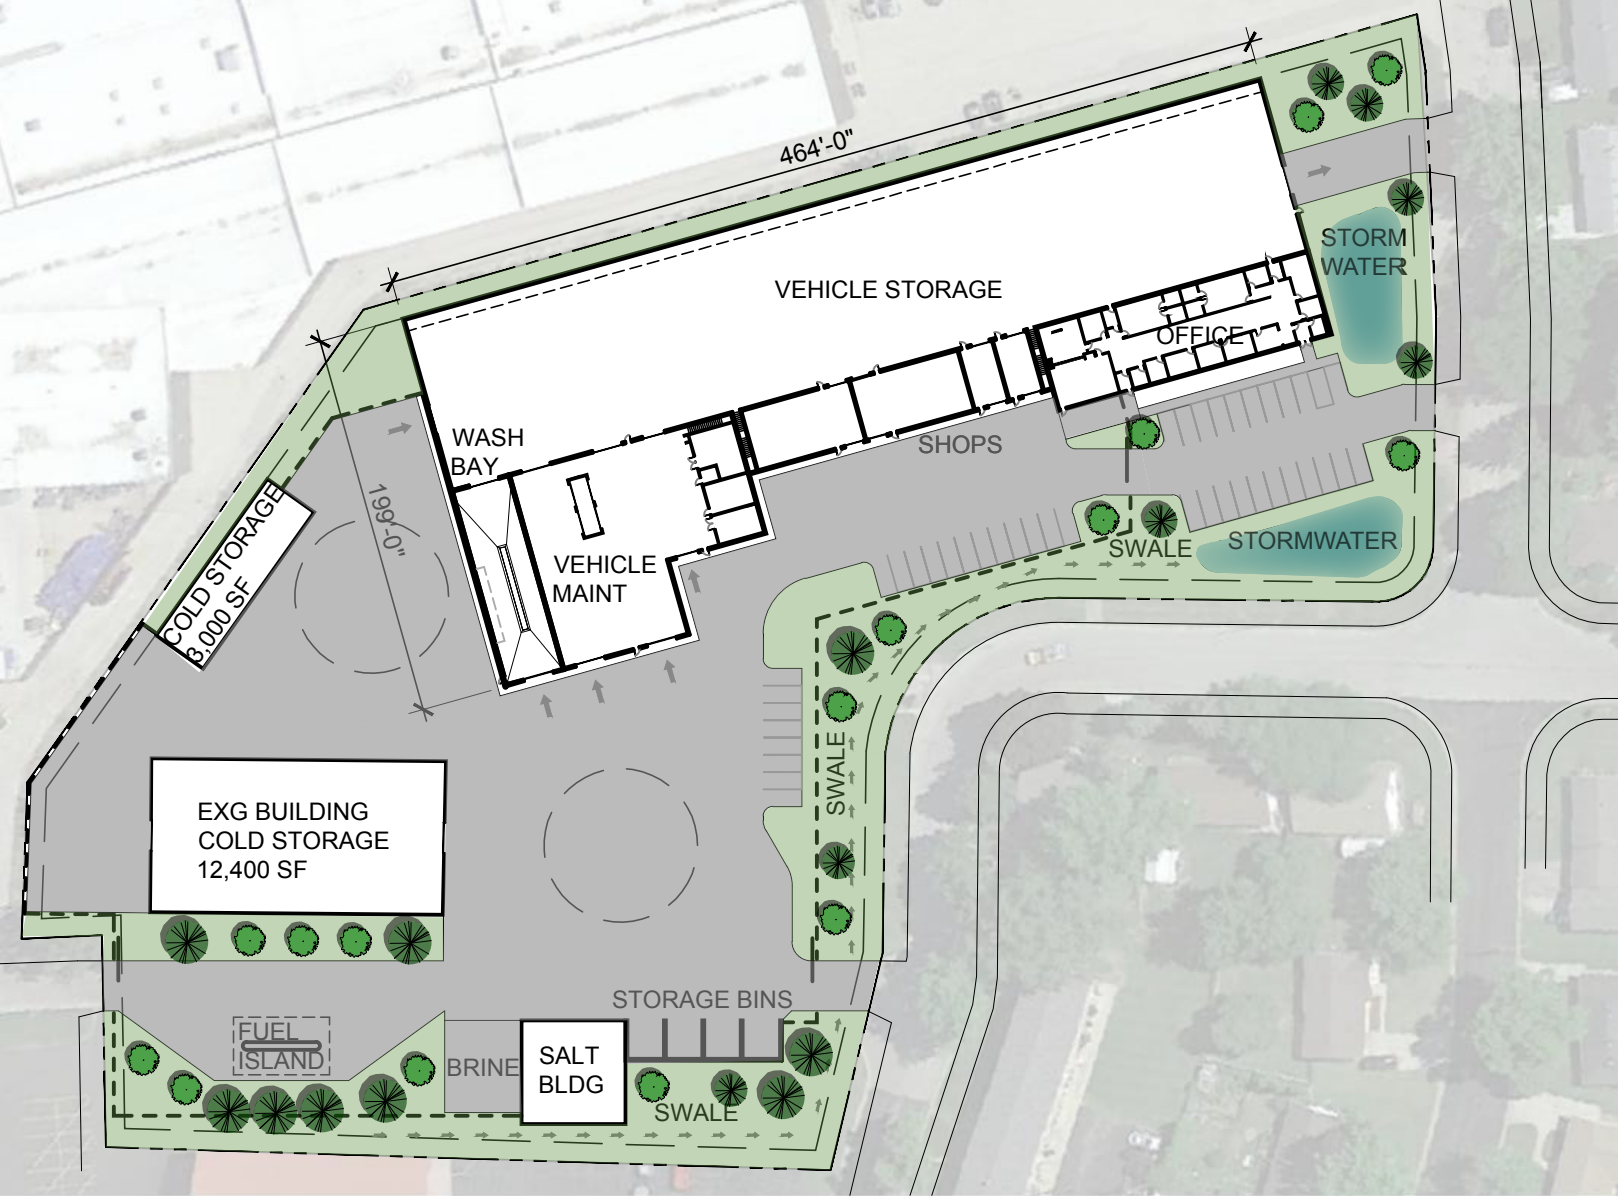 464'-0"
STORM
WATER
VEHICLE STORAGE
OFFICE
WASH
BAY
SHOPS
199'-0"
COLD STORAGE
3,000 SF
VEHICLE
MAINT
SWALE
STORMWATER
SWALE
EXG BUILDING
COLD STORAGE
12,400 SF
STORAGE BINS
FUEL
ISLAND
BRINE
SALT
BLDG
SWALE